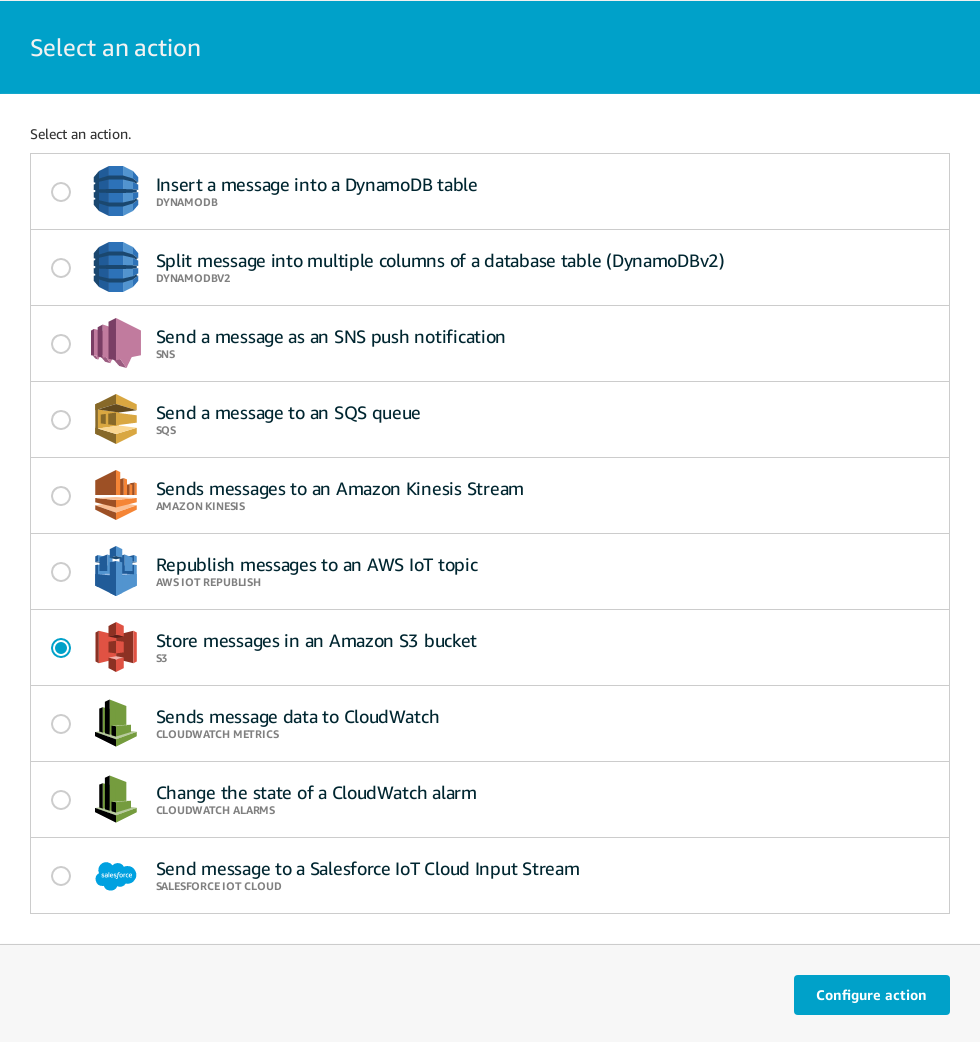 Select an action
Select an action.
Insert a message into a DynamoDB table
DYNAMODB
Split message into multiple columns of a database table (DynamoDBv2)
DYNAMODBV2
Send a message as an SNS push notification
SNS
Send a message to an SQS queue
SQS
Sends messages to an Amazon Kinesis Stream
AMAZON KINESIS
Republish messages to an AWS IoT topic
AWS IOT REPUBLISH
Store messages in an Amazon S3 bucket
S3
Sends message data to CloudWatch
CLOUDWATCH METRICS
Change the state of a CloudWatch alarm
CLOUDWATCH ALARMS
salesforce
Send message to a Salesforce IoT Cloud Input Stream
SALESFORCE IOT CLOUD
Configure action